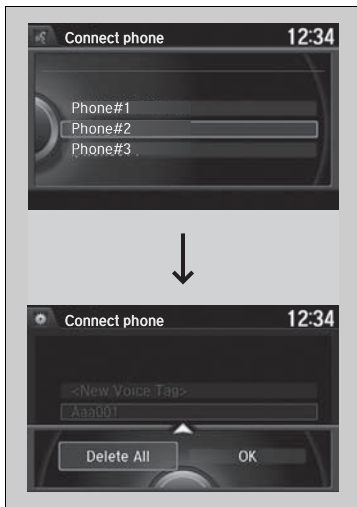 Connect phone 12:34
Phone#1
Phone#2
Phone#3
Connect phone 12:34
<New Voice Tag>
Aaa001
Delete All OK